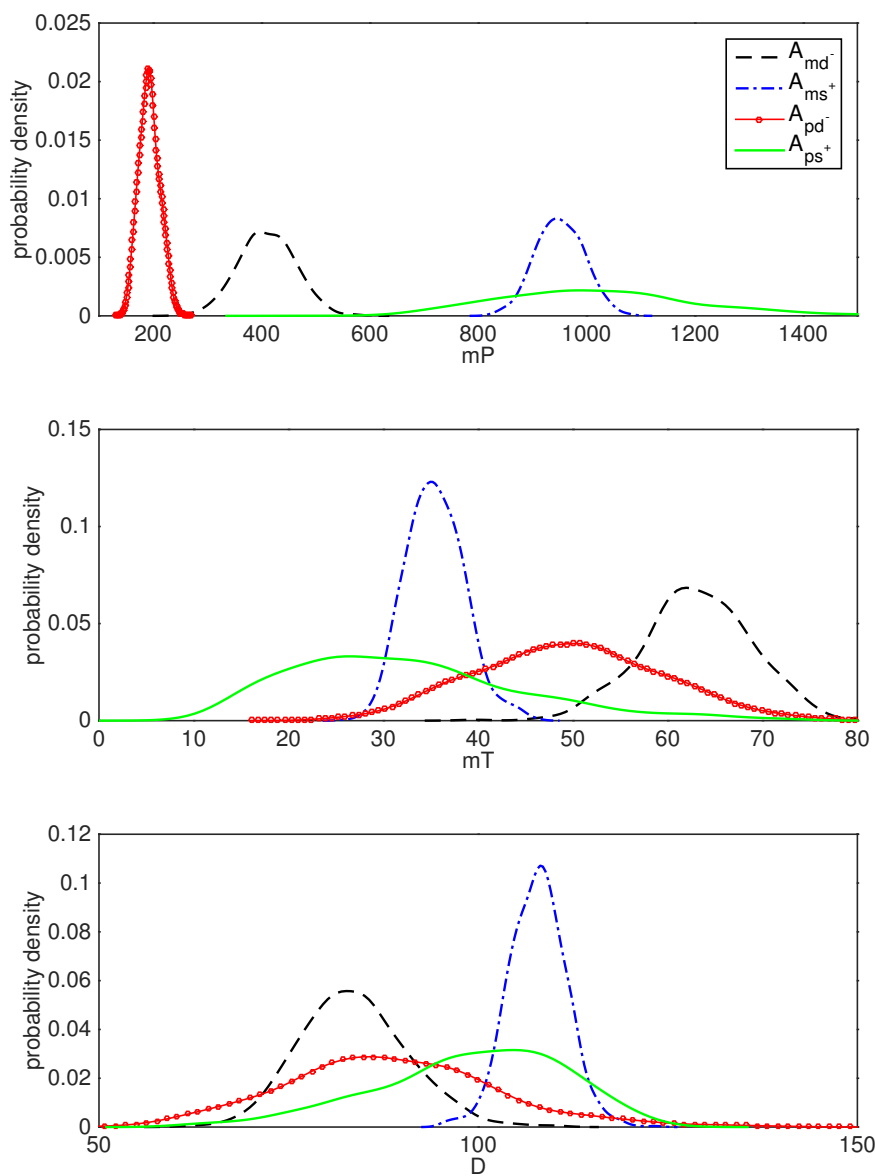 0.025
0.02
0.015
0.01
0.005
0
probability density
200 400 600 800 1000 1200 1400
mP
A_md-
A_ms+
A_pd-
A_ps+
0.15
0.1
0.05
0
probability density
0 10 20 30 40 50 60 70 80
mT
0.12
0.1
0.08
0.06
0.04
0.02
0
probability density
50 100 150
D